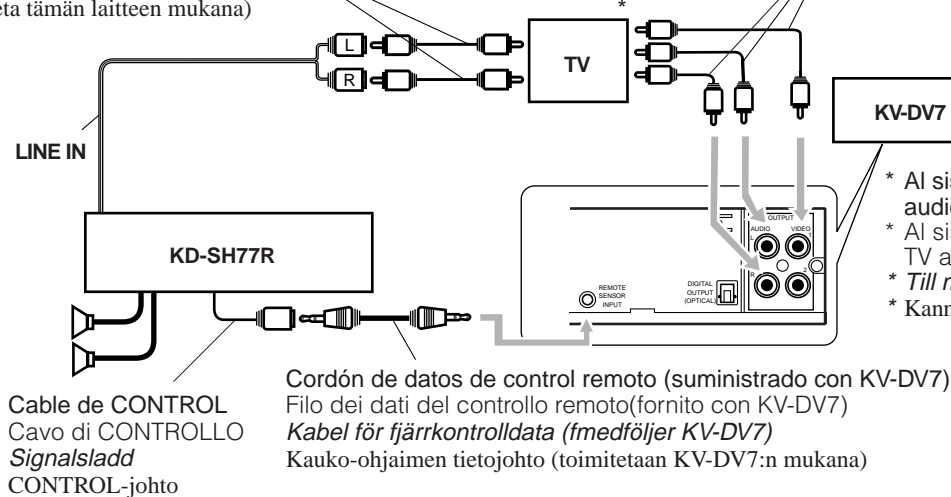 eta tämän laitteen mukana)
*
L
R
TV
KV-DV7
LINE IN
* Al sis
audi
* Al si
TV a
* Till n
* Kann
KD-SH77R
OUTPUT
AUDIO VIDEO
L 1
R 2
REMOTE
SENSOR
INPUT
DIGITAL
OUTPUT
(OPTICAL)
Cable de CONTROL
Cavo di CONTROLLO
Signalsladd
CONTROL-johto
Cordón de datos de control remoto (suministrado con KV-DV7)
Filo dei dati del controllo remoto(fornito con KV-DV7)
Kabel för fjärrkontrolldata (fmedföljer KV-DV7)
Kauko-ohjaimen tietojohto (toimitetaan KV-DV7:n mukana)